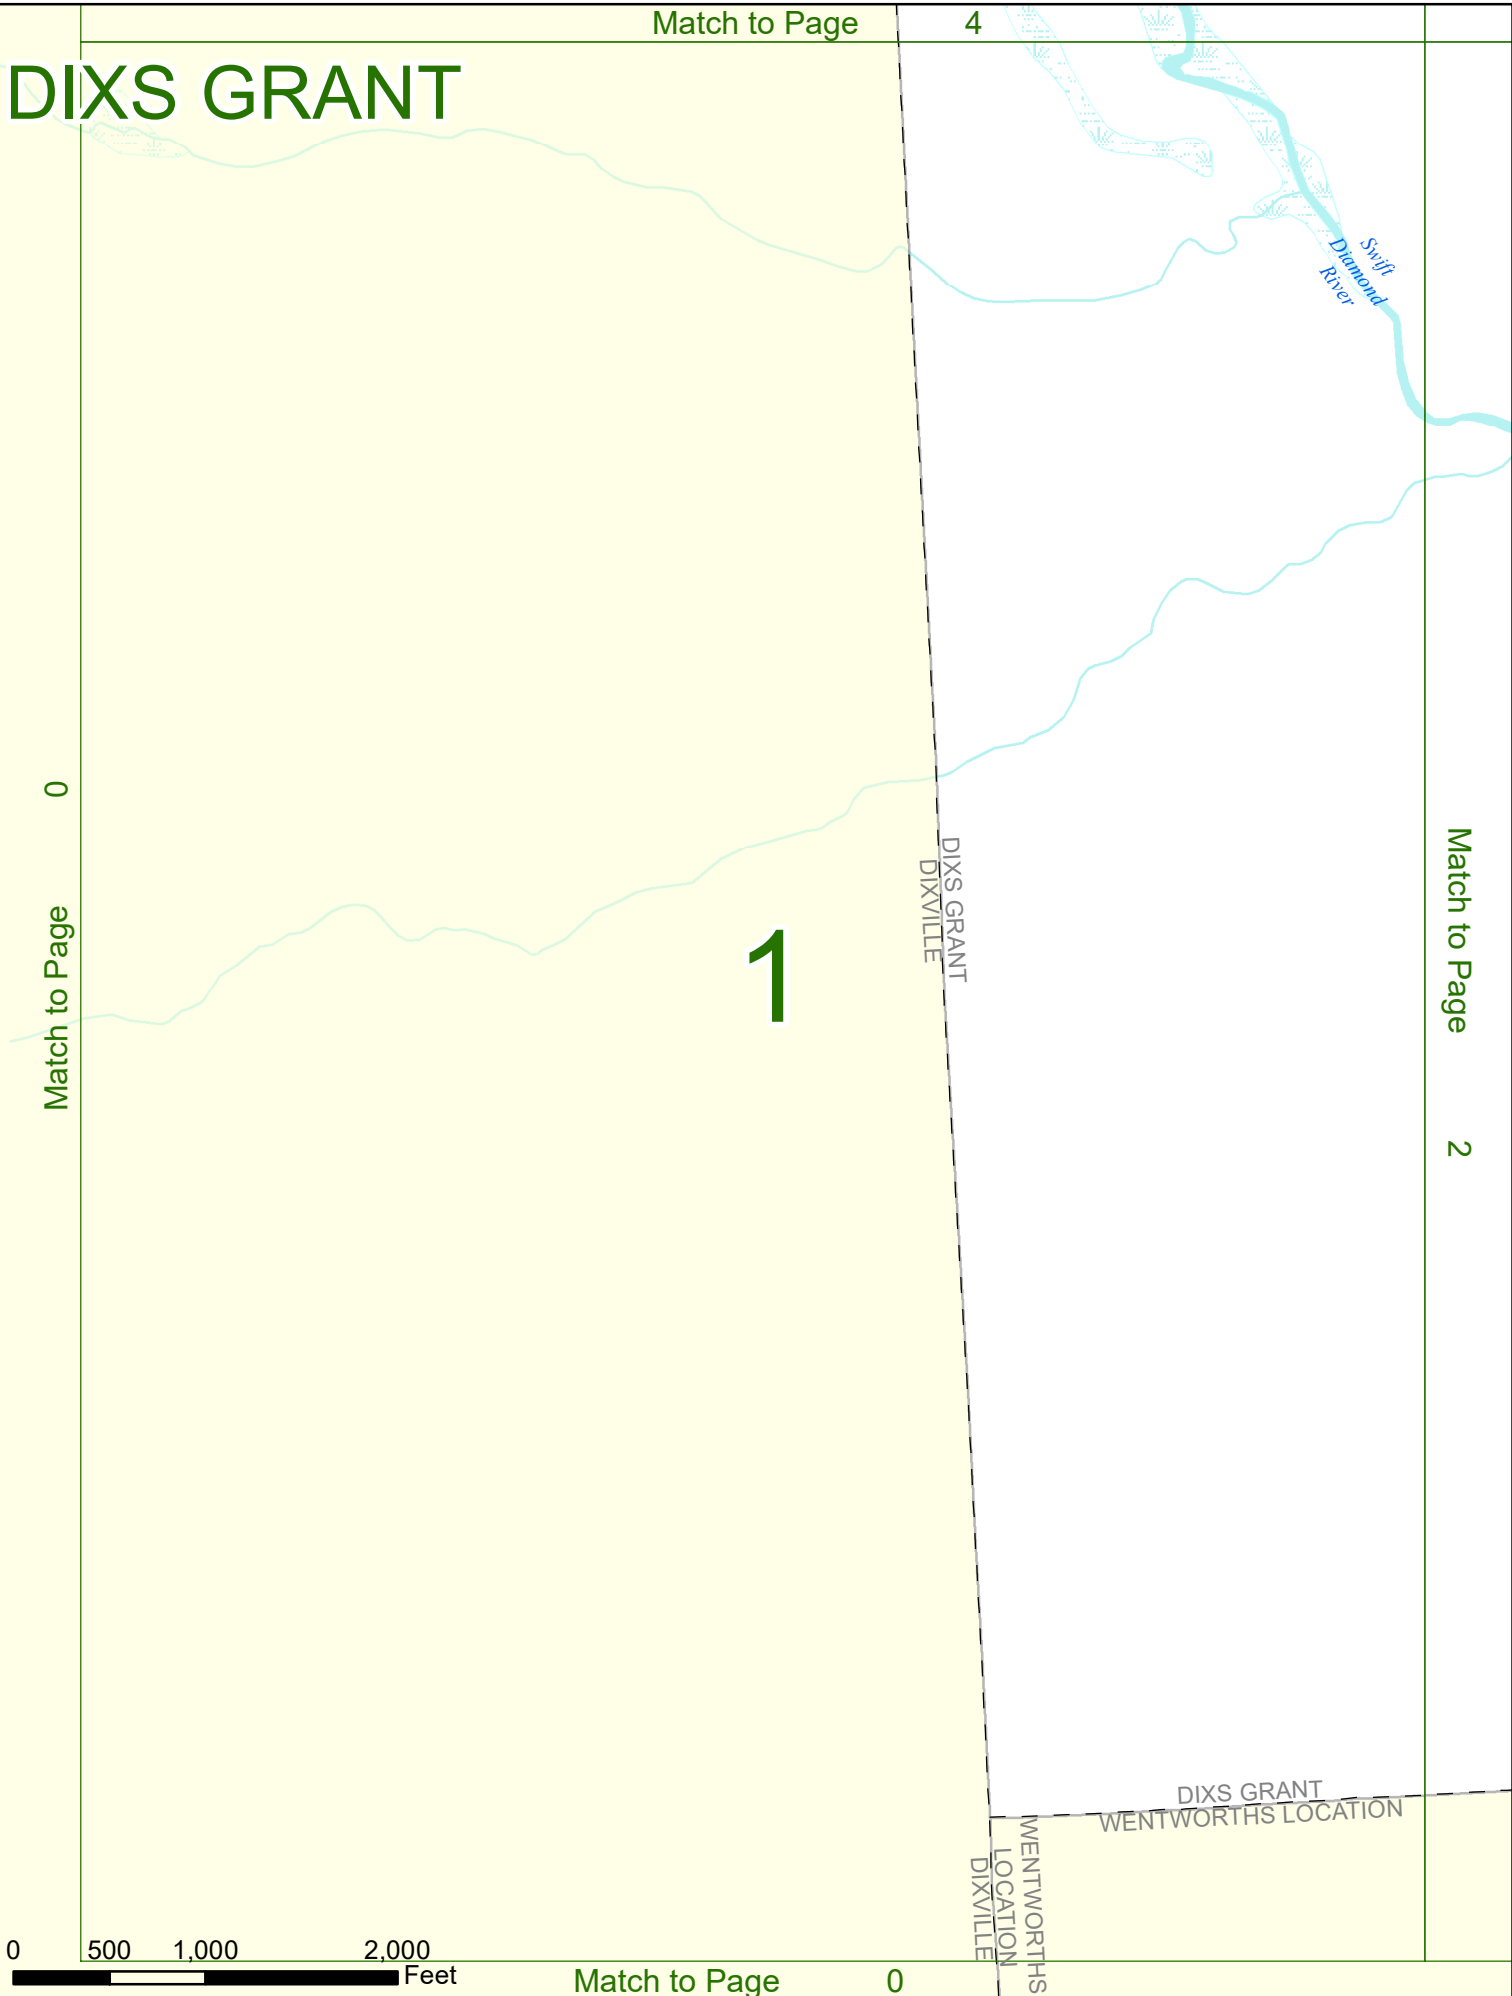 Match to Page 4
DIXS GRANT
Swift
Diamond
River
Match to Page 0
DIXS GRANT
DIXVILLE
1
Match to Page 2
DIXS GRANT
WENTWORTHS LOCATION
WENTWORTHS
LOCATION
DIXVILLE
0 500 1,000 2,000
Feet
Match to Page 0